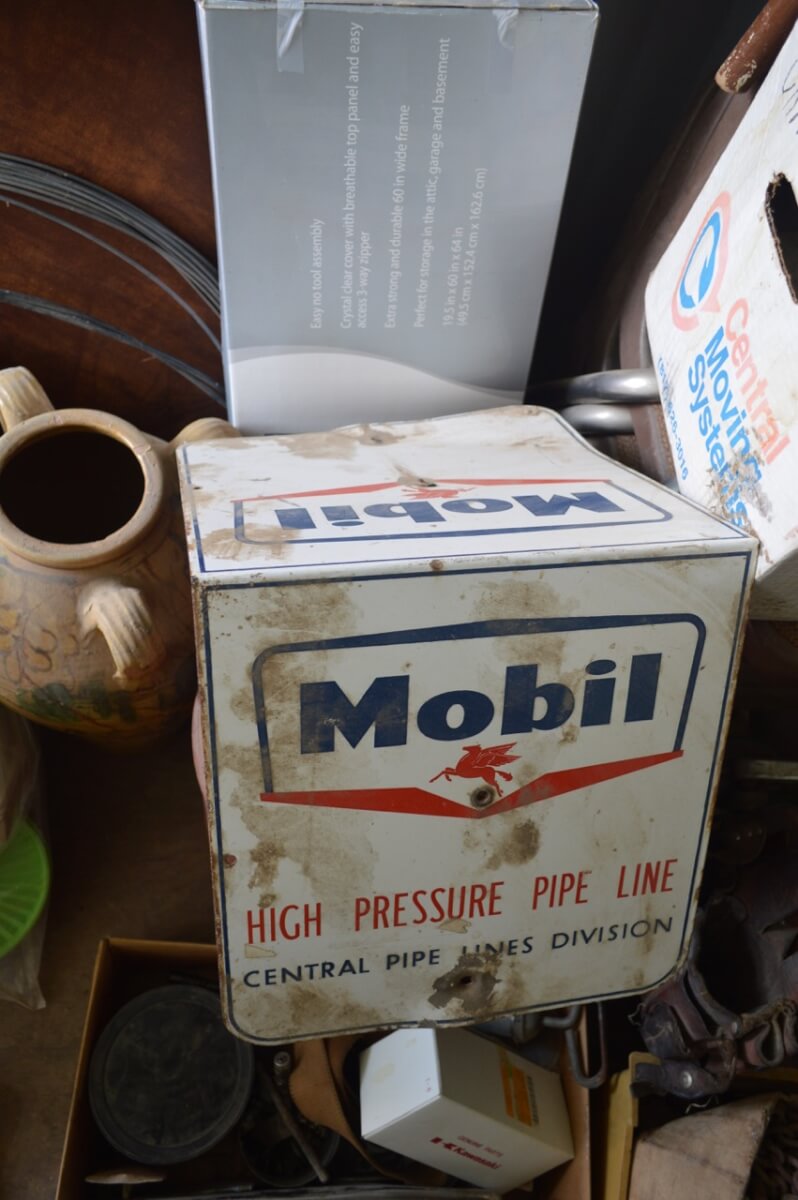 Easy no tool assembly
Crystal clear cover with breathable top panel and easy
access 3-way zipper
Extra strong and durable 60 in wide frame
Perfect for storage in the attic, garage and basement
19.5 in x 60 in x 64 in
(49.5 cm x 152.4 cm x 162.6 cm)
Central
Moving
Systems
Mobil
Mobil
HIGH PRESSURE PIPE LINE
CENTRAL PIPE LINES DIVISION
GENUINE PARTS
Kawasaki